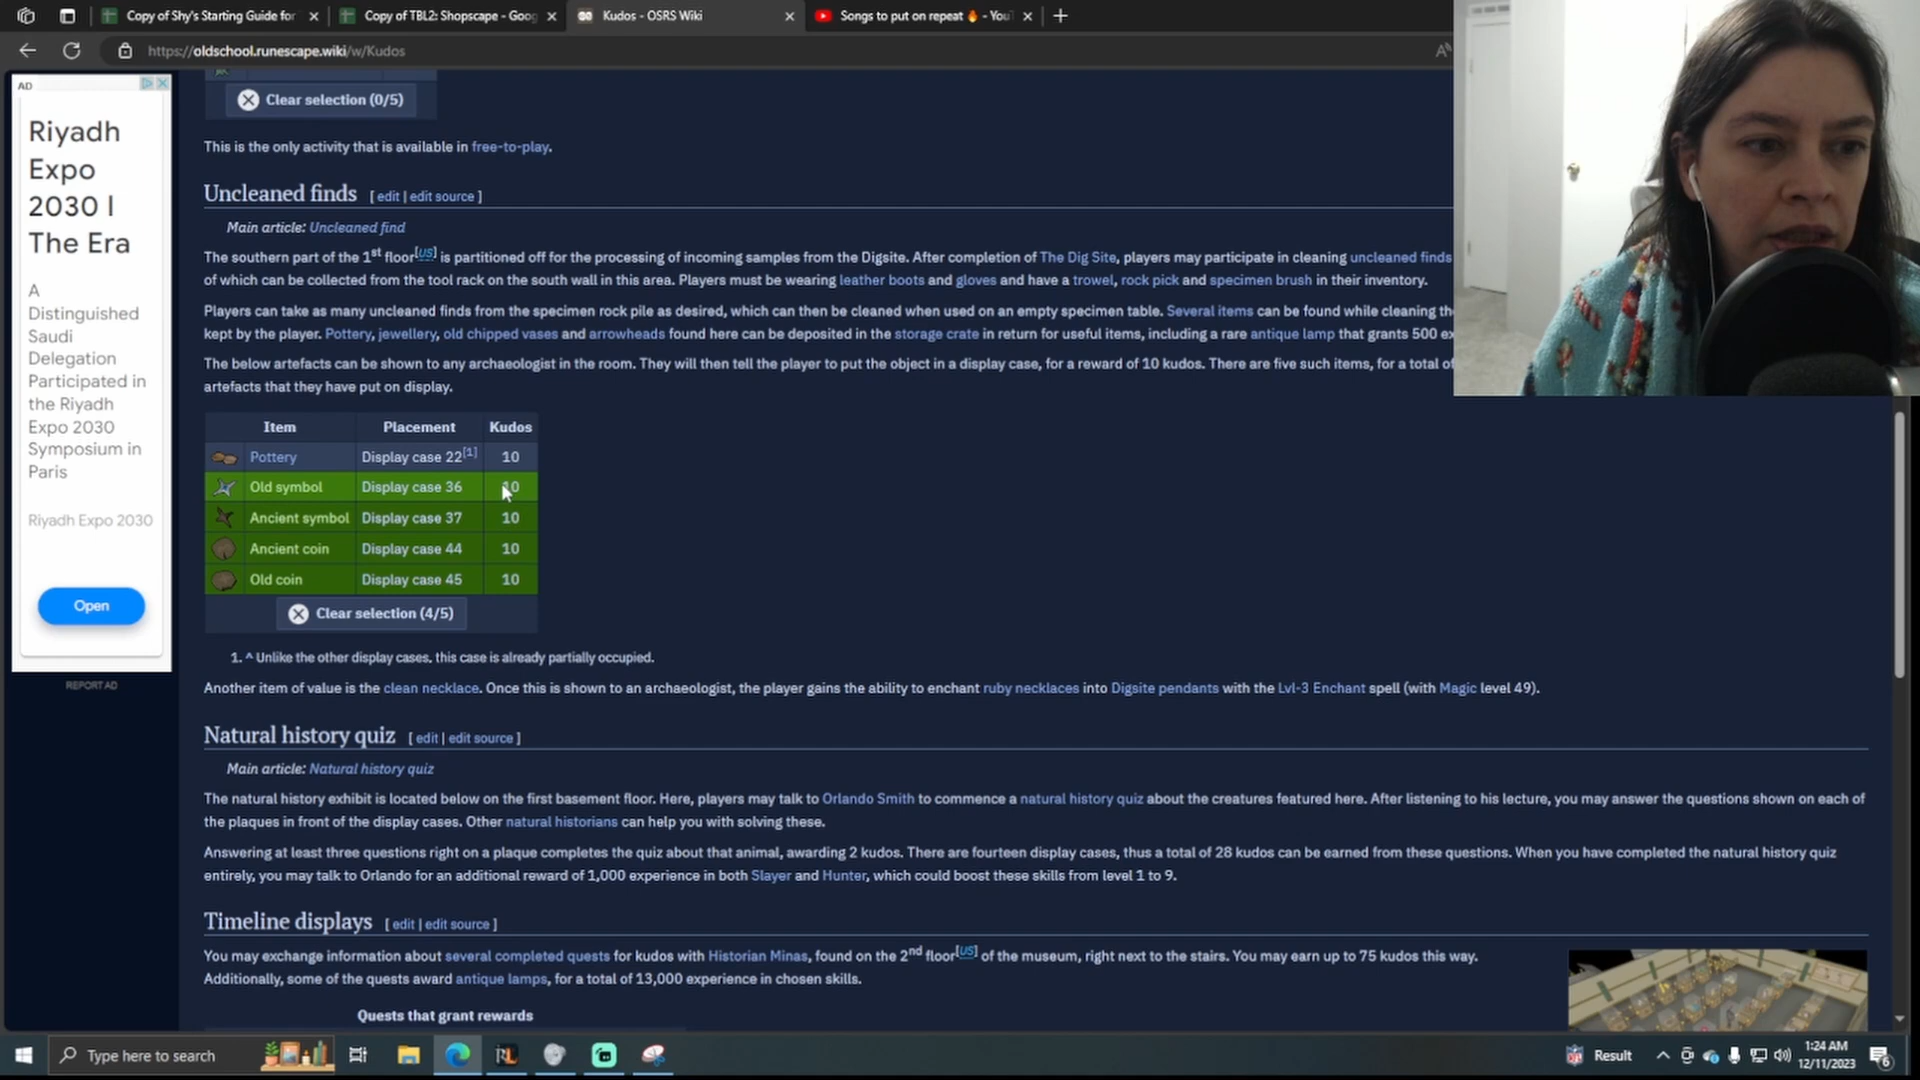 Copy of Shy's Starting Guide for
Copy of TBL2: Shopscape - Goog
Kudos - OSRS Wiki
Songs to put on repeat 🔥 - You
https://oldschool.runescape.wiki/w/Kudos
AD
Riyadh
Expo
2030 |
The Era
A
Distinguished
Saudi
Delegation
Participated in
the Riyadh
Expo 2030
Symposium in
Paris
Riyadh Expo 2030
Open
REPORT AD
Clear selection (0/5)
This is the only activity that is available in free-to-play.
Uncleaned finds [ edit | edit source ]
Main article: Uncleaned find
The southern part of the 1st floor[US] is partitioned off for the processing of incoming samples from the Digsite. After completion of The Dig Site, players may participate in cleaning uncleaned finds
of which can be collected from the tool rack on the south wall in this area. Players must be wearing leather boots and gloves and have a trowel, rock pick and specimen brush in their inventory.
Players can take as many uncleaned finds from the specimen rock pile as desired, which can then be cleaned when used on an empty specimen table. Several items can be found while cleaning the
kept by the player. Pottery, jewellery, old chipped vases and arrowheads found here can be deposited in the storage crate in return for useful items, including a rare antique lamp that grants 500 ex
The below artefacts can be shown to any archaeologist in the room. They will then tell the player to put the object in a display case, for a reward of 10 kudos. There are five such items, for a total of
artefacts that they have put on display.
Item Placement Kudos
Pottery Display case 22[1] 10
Old symbol Display case 36 10
Ancient symbol Display case 37 10
Ancient coin Display case 44 10
Old coin Display case 45 10
Clear selection (4/5)
1. ^ Unlike the other display cases, this case is already partially occupied.
Another item of value is the clean necklace. Once this is shown to an archaeologist, the player gains the ability to enchant ruby necklaces into Digsite pendants with the Lvl-3 Enchant spell (with Magic level 49).
Natural history quiz [ edit | edit source ]
Main article: Natural history quiz
The natural history exhibit is located below on the first basement floor. Here, players may talk to Orlando Smith to commence a natural history quiz about the creatures featured here. After listening to his lecture, you may answer the questions shown on each of
the plaques in front of the display cases. Other natural historians can help you with solving these.
Answering at least three questions right on a plaque completes the quiz about that animal, awarding 2 kudos. There are fourteen display cases, thus a total of 28 kudos can be earned from these questions. When you have completed the natural history quiz
entirely, you may talk to Orlando for an additional reward of 1,000 experience in both Slayer and Hunter, which could boost these skills from level 1 to 9.
Timeline displays [ edit | edit source ]
You may exchange information about several completed quests for kudos with Historian Minas, found on the 2nd floor[US] of the museum, right next to the stairs. You may earn up to 75 kudos this way.
Additionally, some of the quests award antique lamps, for a total of 13,000 experience in chosen skills.
Quests that grant rewards
Type here to search
Result
1:24 AM
12/11/2023
6